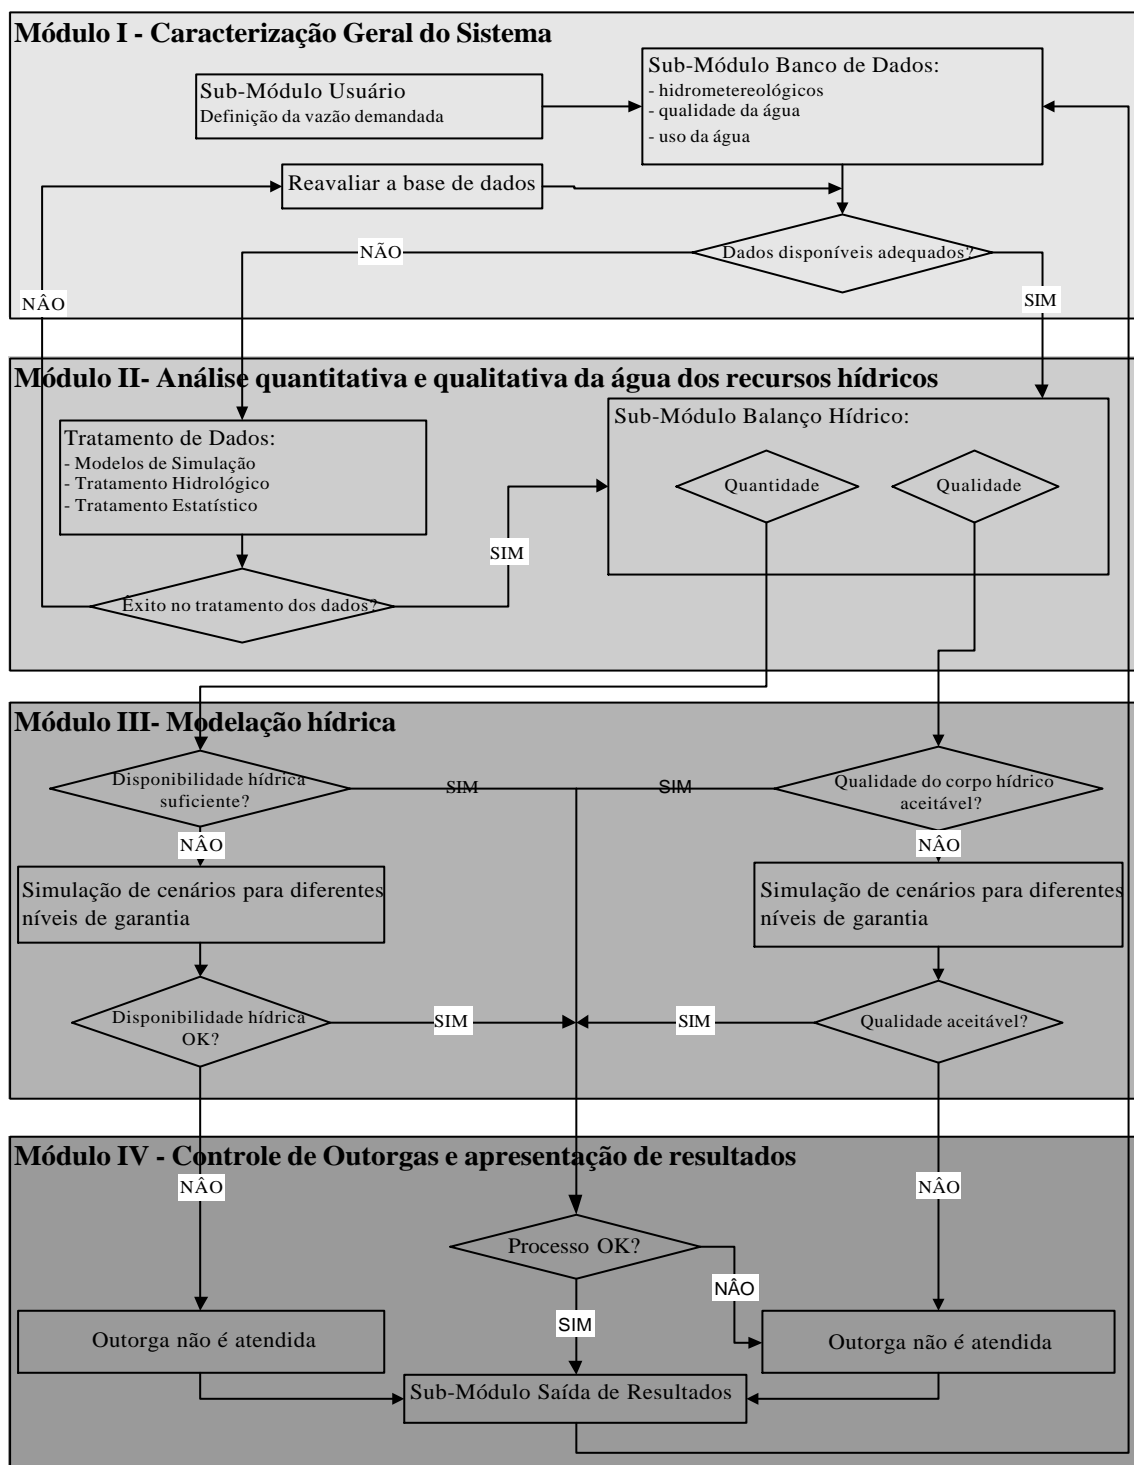 Módulo I - Caracterização Geral do Sistema
Sub-Módulo Usuário
Definição da vazão demandada
Sub-Módulo Banco de Dados:
- hidrometereológicos
- qualidade da água
- uso da água
Reavaliar a base de dados
Dados disponíveis adequados?
NÃO
NÂO
SIM
Módulo II- Análise quantitativa e qualitativa da água dos recursos hídricos
Tratamento de Dados:
- Modelos de Simulação
- Tratamento Hidrológico
- Tratamento Estatístico
Sub-Módulo Balanço Hídrico:
Quantidade
Qualidade
SIM
Êxito no tratamento dos dados?
Módulo III- Modelação hídrica
Disponibilidade hídrica
suficiente?
SIM
SIM
Qualidade do corpo hídrico
aceitável?
NÂO
NÂO
Simulação de cenários para diferentes
níveis de garantia
Simulação de cenários para diferentes
níveis de garantia
Disponibilidade hídrica
OK?
SIM
SIM
Qualidade aceitável?
Módulo IV - Controle de Outorgas e apresentação de resultados
NÂO
NÂO
Processo OK?
NÂO
SIM
Outorga não é atendida
Outorga não é atendida
Sub-Módulo Saída de Resultados